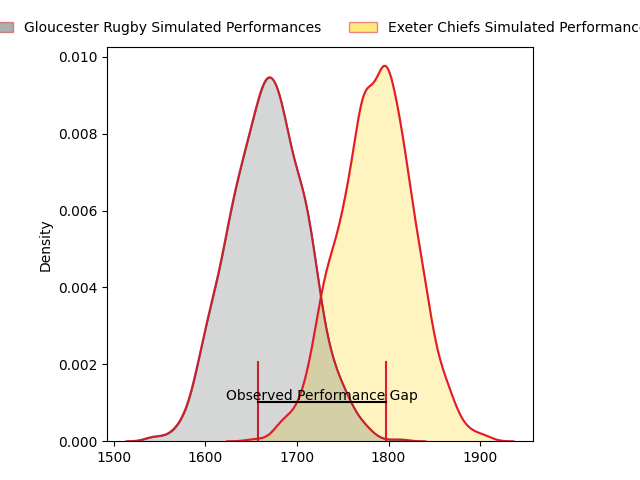 Gloucester Rugby Simulated Performances
Exeter Chiefs Simulated Performanc
0.010
0.008
0.006
0.004
0.002
0.000
Density
Observed Performance Gap
1500 1600 1700 1800 1900